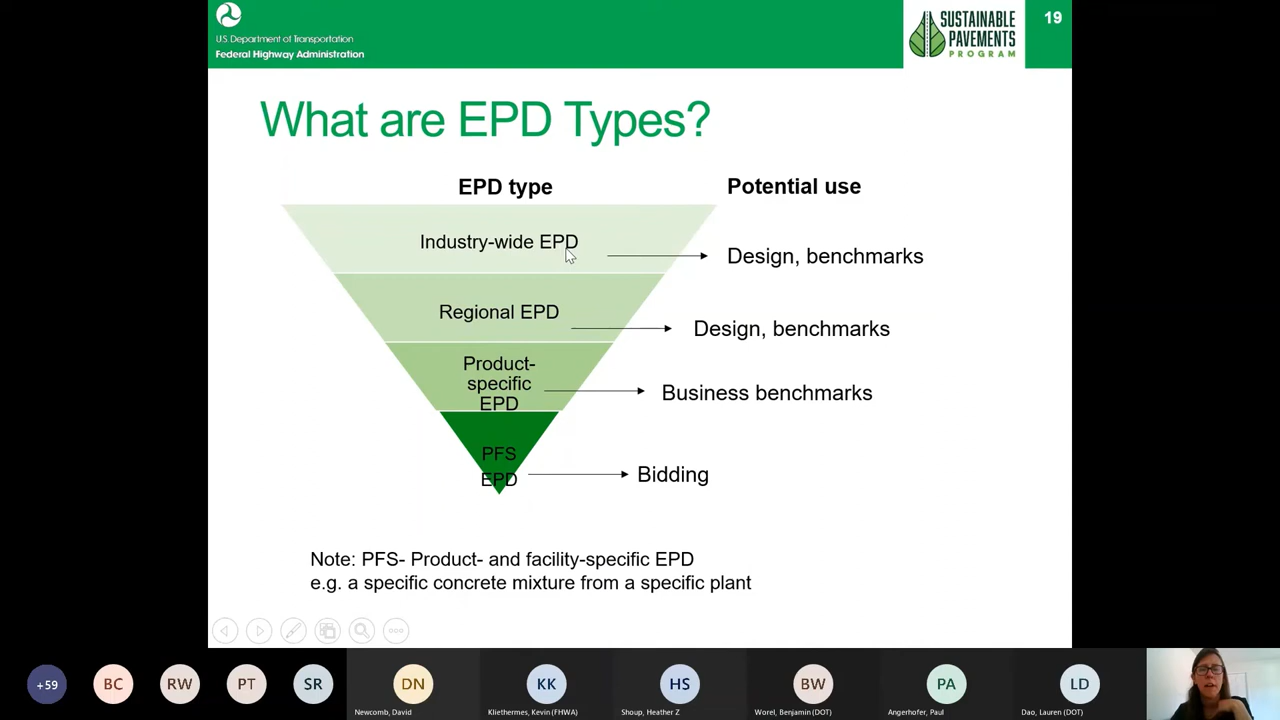 U.S. Department of Transportation
Federal Highway Administration
SUSTAINABLE
PAVEMENTS
PROGRAM
19
What are EPD Types?
EPD type
Potential use
Industry-wide EPD
Design, benchmarks
Regional EPD
Design, benchmarks
Product-
specific
EPD
Business benchmarks
PFS
EPD
Bidding
Note: PFS- Product- and facility-specific EPD
e.g. a specific concrete mixture from a specific plant
+59
BC
RW
PT
SR
DN
Newcomb, David
KK
Kliethermes, Kevin (FHWA)
HS
Shoup, Heather Z
BW
Worel, Benjamin (DOT)
PA
Angerhofer, Paul
LD
Dao, Lauren (DOT)